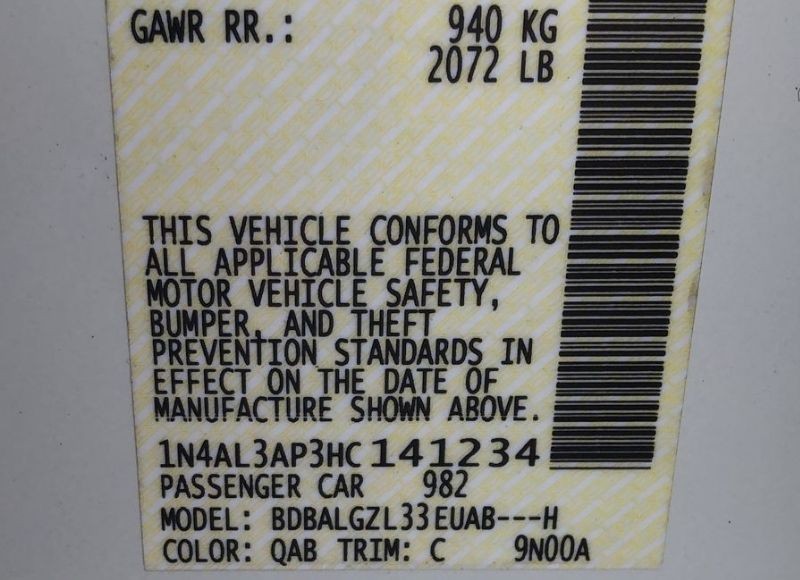 GAWR RR.: 940 KG
2072 LB
THIS VEHICLE CONFORMS TO
ALL APPLICABLE FEDERAL
MOTOR VEHICLE SAFETY,
BUMPER, AND THEFT
PREVENTION STANDARDS IN
EFFECT ON THE DATE OF
MANUFACTURE SHOWN ABOVE.
1N4AL3AP3HC141234
PASSENGER CAR 982
MODEL: BDBALGZL33EUAB---H
COLOR: QAB TRIM: C 9N00A